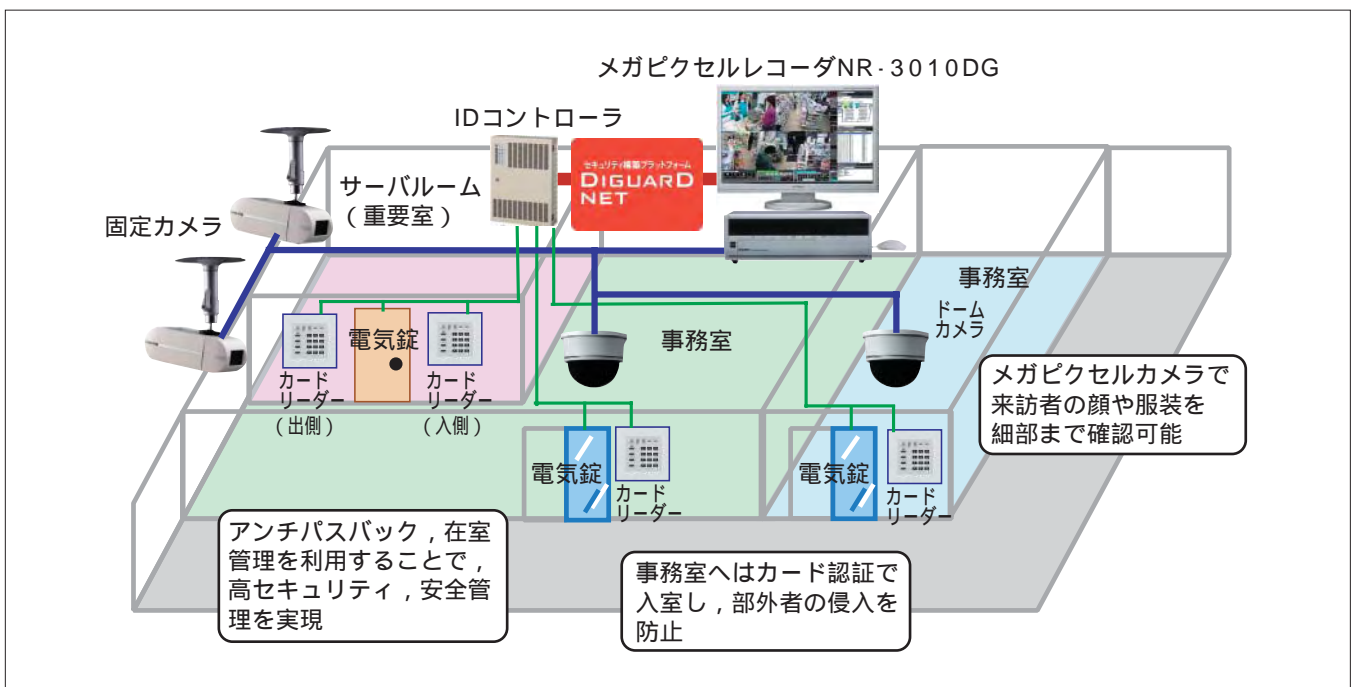 メガピクセルレコーダNR-3010DG
IDコントローラ
セキュリティ構築プラットフォーム
DIGUARD
NET
サーバルーム
(重要室)
固定カメラ
事務室
ドーム
カメラ
電気錠
事務室
カード
リーダー
(出側)
カード
リーダー
(入側)
メガピクセルカメラで
来訪者の顔や服装を
細部まで確認可能
電気錠
カード
リーダー
電気錠
カード
リーダー
アンチパスバック,在室
管理を利用することで,
高セキュリティ,安全管
理を実現
事務室へはカード認証で
入室し,部外者の侵入を
防止